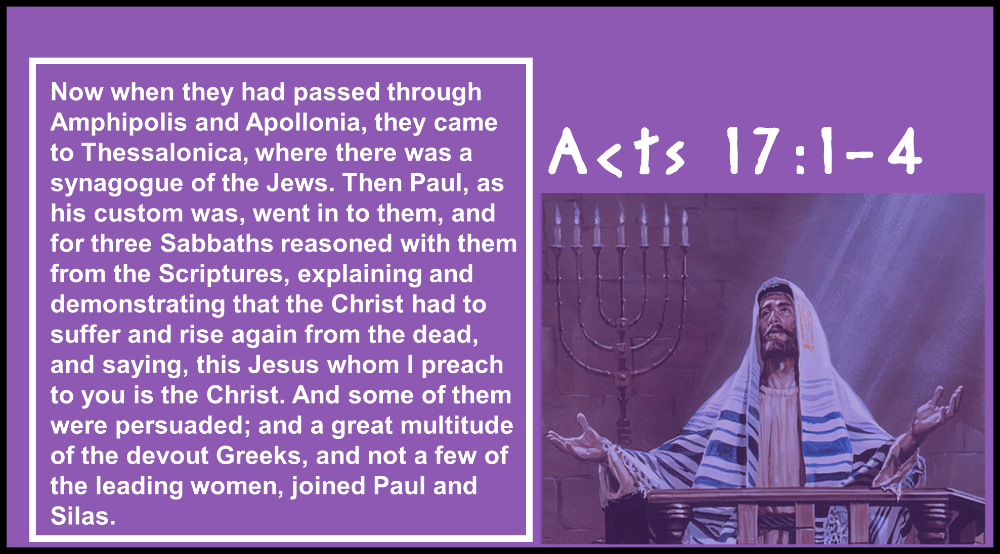 Now when they had passed through
Amphipolis and Apollonia, they came
to Thessalonica, where there was a
synagogue of the Jews. Then Paul, as
his custom was, went in to them, and
for three Sabbaths reasoned with them
from the Scriptures, explaining and
demonstrating that the Christ had to
suffer and rise again from the dead,
and saying, this Jesus whom I preach
to you is the Christ. And some of them
were persuaded; and a great multitude
of the devout Greeks, and not a few of
the leading women, joined Paul and
Silas.
Acts 17:1-4